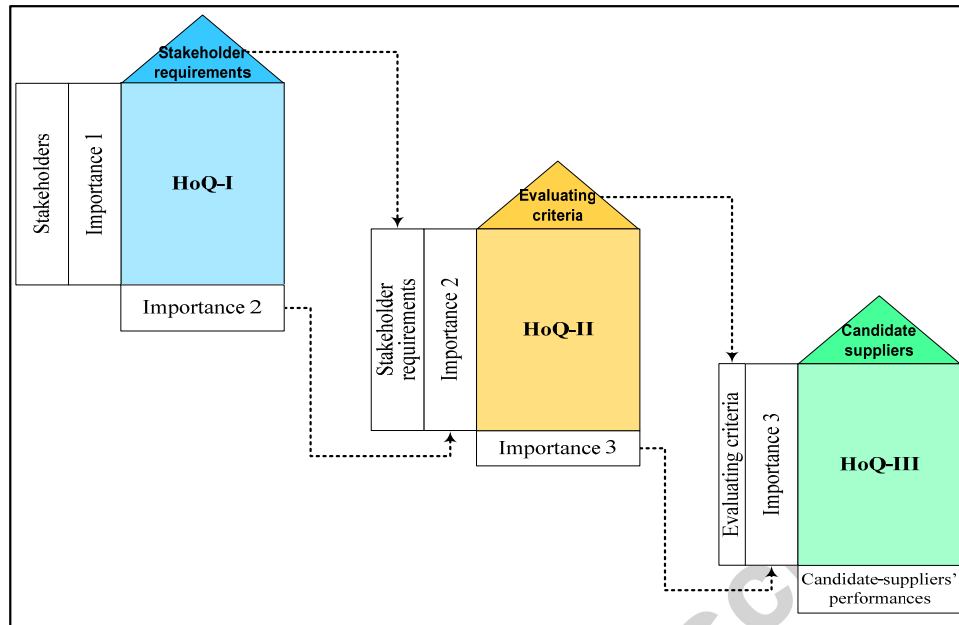 Stakeholder
requirements
Stakeholders
Importance 1
HoQ-I
Importance 2
Evaluating
criteria
Stakeholder
requirements
Importance 2
HoQ-II
Importance 3
Candidate
suppliers
Evaluating criteria
Importance 3
HoQ-III
Candidate-suppliers’
performances